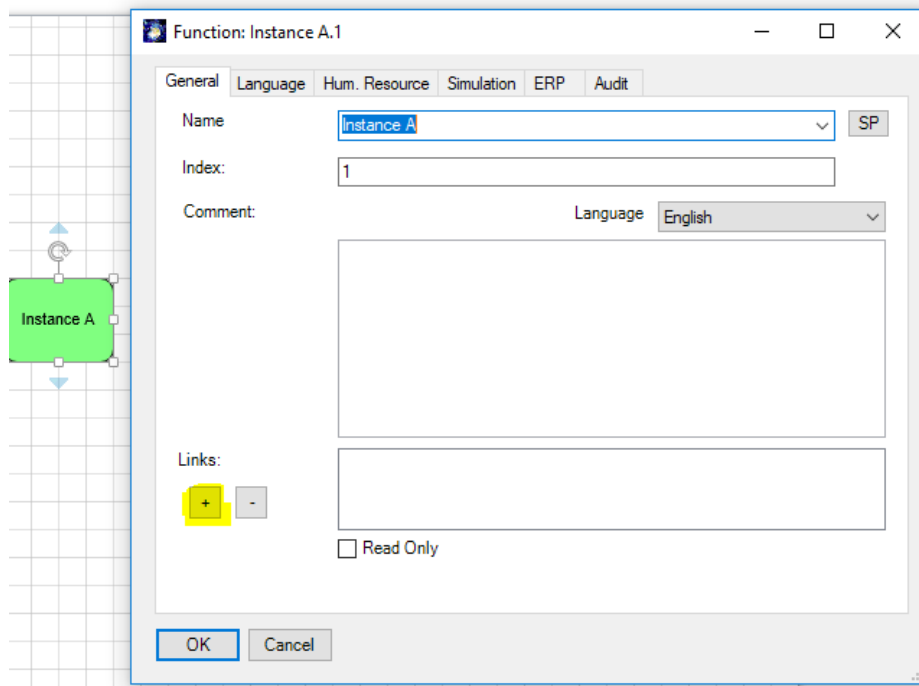 Function: Instance A.1
General Language Hum. Resource Simulation ERP Audit
Name Instance A SP
Index: 1
Comment: Language English
Instance A
Links:
+ -
Read Only
OK Cancel